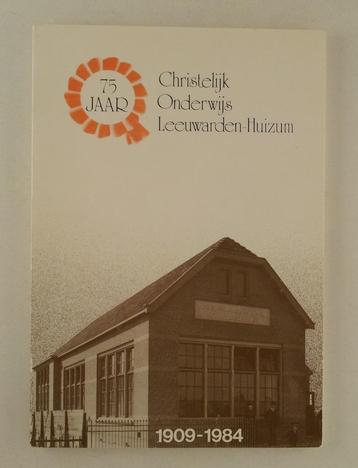 75
JAAR
Christelijk
Onderwijs
Leeuwarden-Huizum
1909-1984